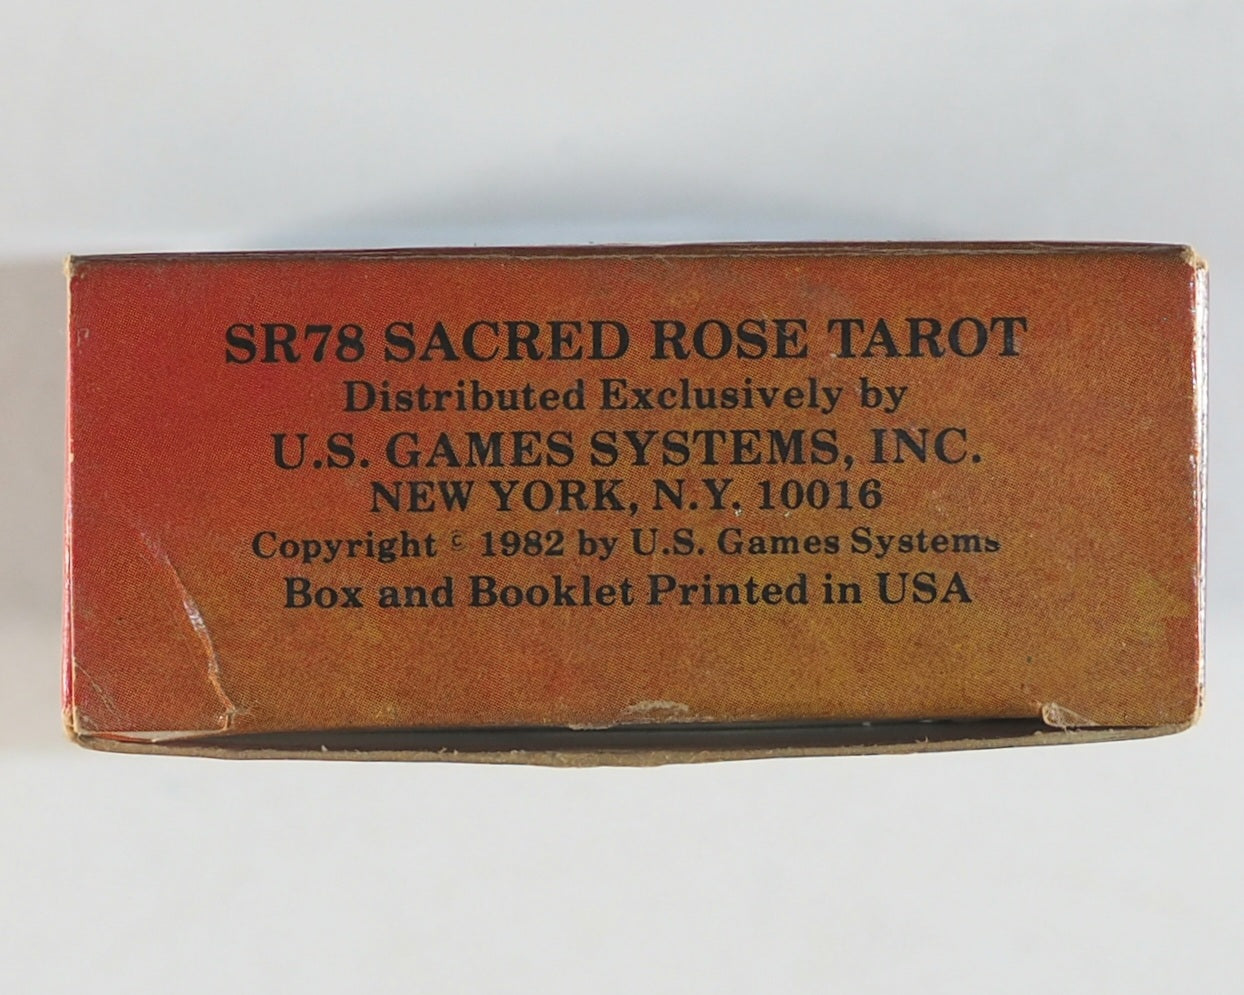 SR78 SACRED ROSE TAROT
Distributed Exclusively by
U.S. GAMES SYSTEMS, INC.
NEW YORK, N.Y. 10016
Copyright © 1982 by U.S. Games Systems
Box and Booklet Printed in USA